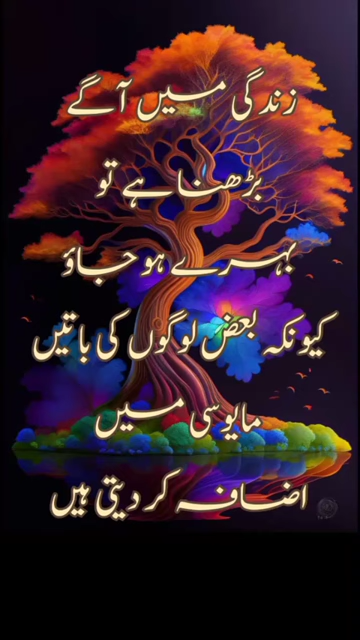 زندگی میں آگے
بڑھنا ہے تو
بہرے ہو جاؤ
کیونکہ بعض لوگوں کی باتیں
مایوسی میں
اضافہ کر دیتی ہیں